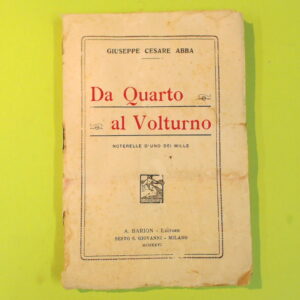 GIUSEPPE CESARE ABBA
Da Quarto
al Volturno
NOTERELLE D'UNO DEI MILLE
A. BARION - Editore
SESTO S. GIOVANNI - MILANO